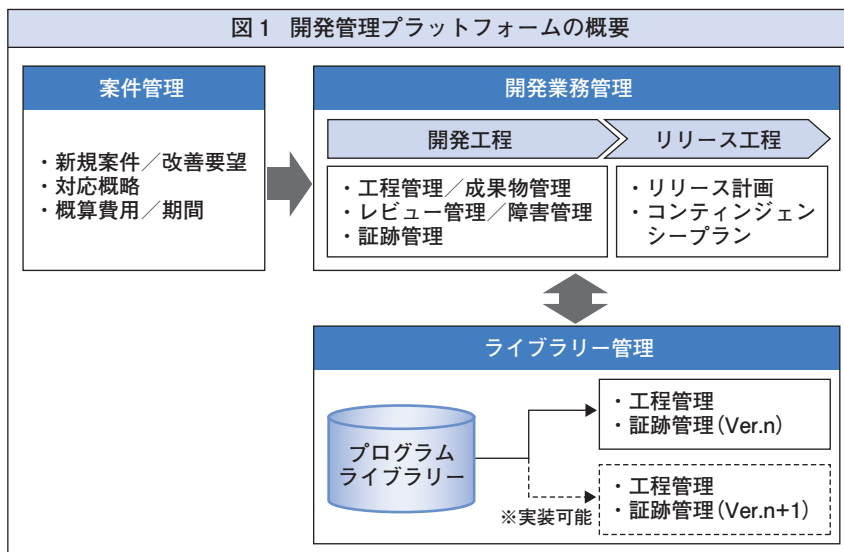 図1 開発管理プラットフォームの概要
案件管理
・新規案件／改善要望
・対応概略
・概算費用／期間
開発業務管理
開発工程
リリース工程
・工程管理／成果物管理
・レビュー管理／障害管理
・証跡管理
・リリース計画
・コンティンジェン
シープラン
ライブラリー管理
プログラム
ライブラリー
・工程管理
・証跡管理(Ver.n)
※実装可能
・工程管理
・証跡管理(Ver.n+1)